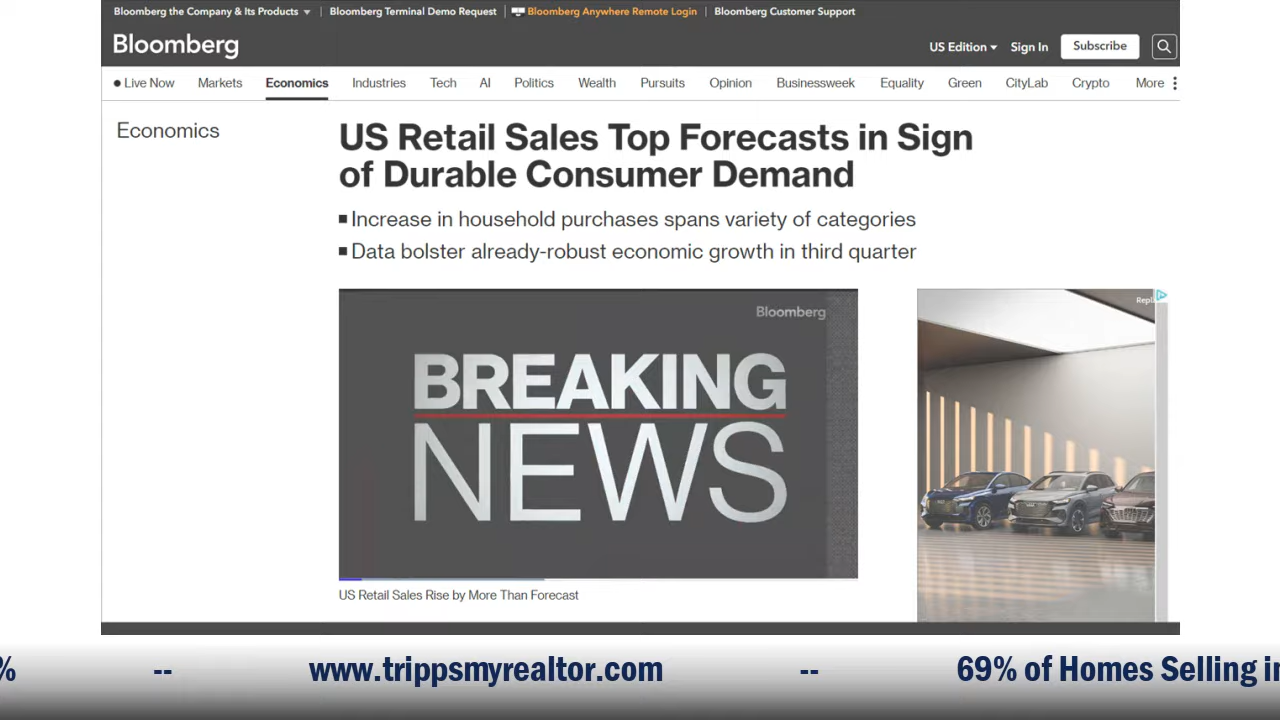 Bloomberg the Company & Its Products
Bloomberg Terminal Demo Request
Bloomberg Anywhere Remote Login
Bloomberg Customer Support
Bloomberg
US Edition
Sign In
Subscribe
Live Now
Markets
Economics
Industries
Tech
AI
Politics
Wealth
Pursuits
Opinion
Businessweek
Equality
Green
CityLab
Crypto
More
Economics
US Retail Sales Top Forecasts in Sign
of Durable Consumer Demand
Increase in household purchases spans variety of categories
Data bolster already-robust economic growth in third quarter
Bloomberg
BREAKING
NEWS
US Retail Sales Rise by More Than Forecast
% -- www.trippsmyrealtor.com -- 69% of Homes Selling in